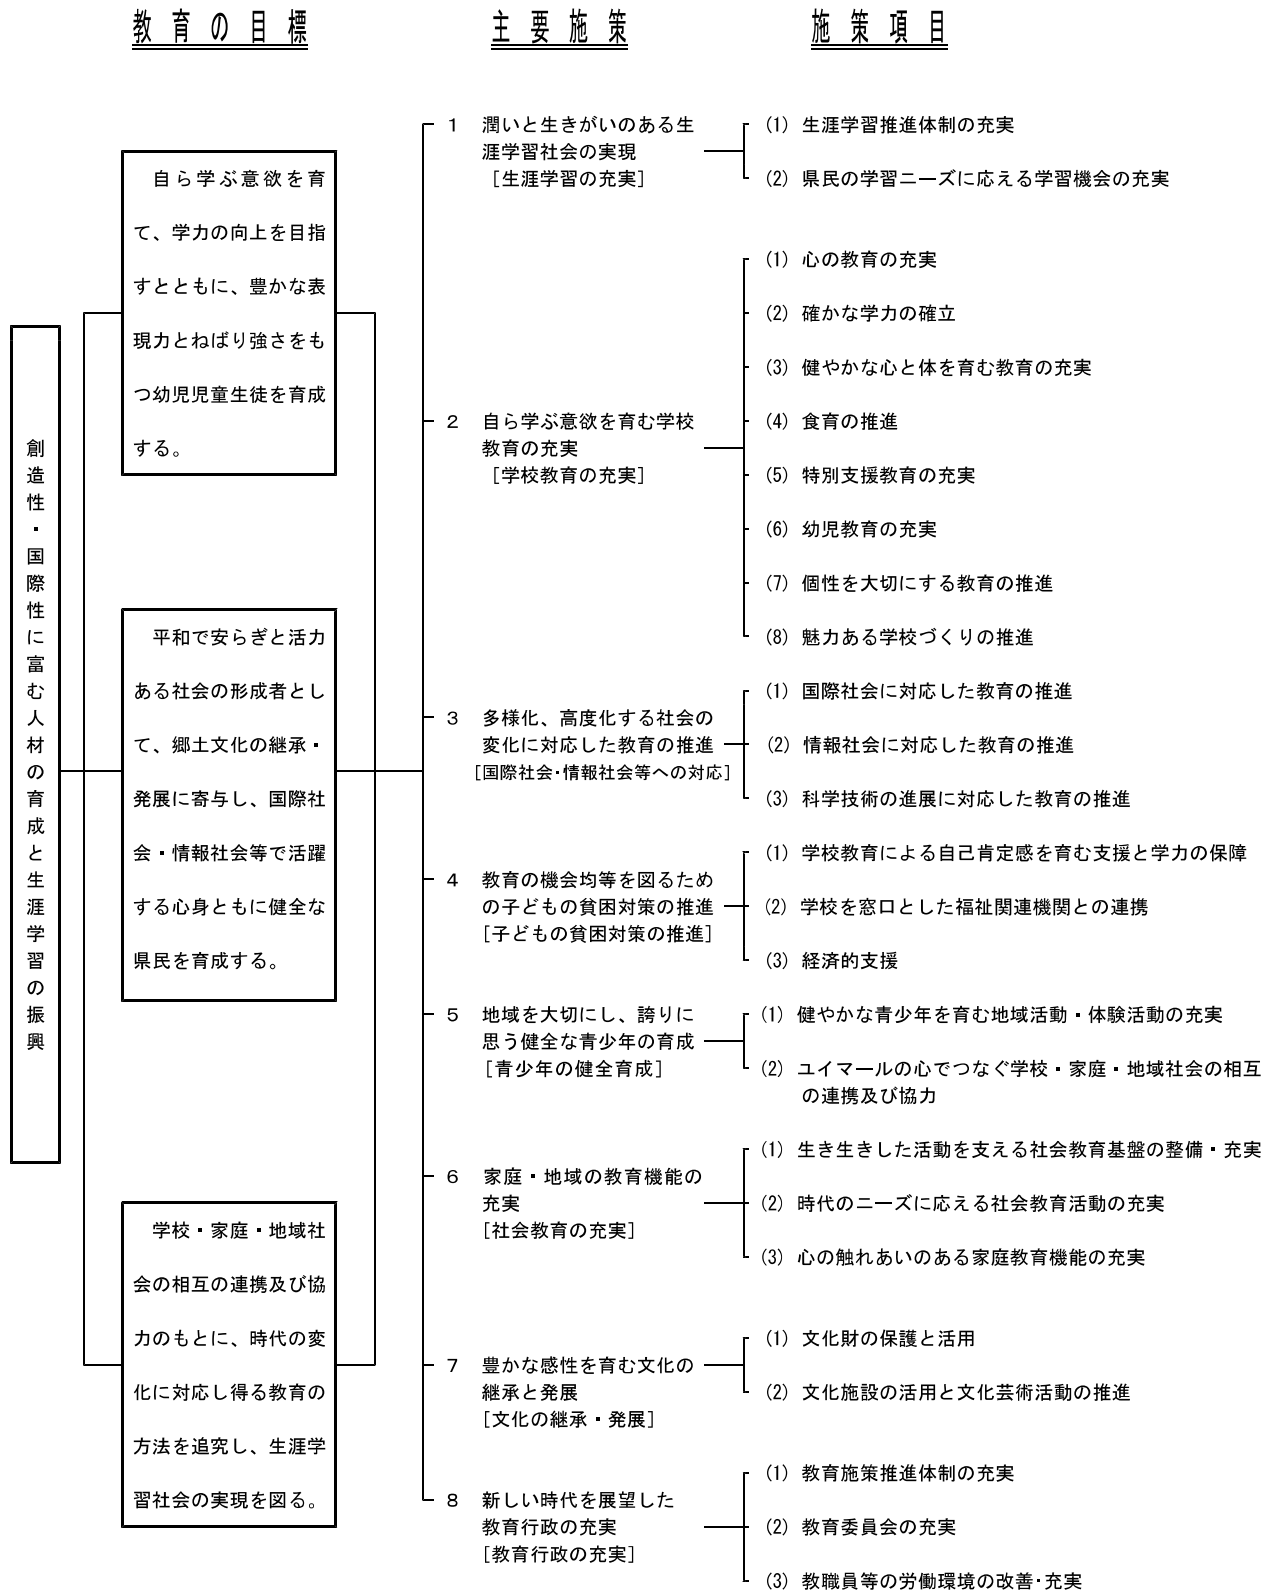 教育の目標
主要施策
施策項目
創造性・国際性に富む人材の育成と生涯学習の振興
自ら学ぶ意欲を育
て、学力の向上を目指
すとともに、豊かな表
現力とねばり強さをも
つ幼児児童生徒を育成
する。
平和で安らぎと活力
ある社会の形成者とし
て、郷土文化の継承・
発展に寄与し、国際社
会・情報社会等で活躍
する心身ともに健全な
県民を育成する。
学校・家庭・地域社
会の相互の連携及び協
力のもとに、時代の変
化に対応し得る教育の
方法を追究し、生涯学
習社会の実現を図る。
1 潤いと生きがいのある生
涯学習社会の実現
[生涯学習の充実]
(1) 生涯学習推進体制の充実
(2) 県民の学習ニーズに応える学習機会の充実
2 自ら学ぶ意欲を育む学校
教育の充実
[学校教育の充実]
(1) 心の教育の充実
(2) 確かな学力の確立
(3) 健やかな心と体を育む教育の充実
(4) 食育の推進
(5) 特別支援教育の充実
(6) 幼児教育の充実
(7) 個性を大切にする教育の推進
(8) 魅力ある学校づくりの推進
3 多様化、高度化する社会の
変化に対応した教育の推進
[国際社会・情報社会等への対応]
(1) 国際社会に対応した教育の推進
(2) 情報社会に対応した教育の推進
(3) 科学技術の進展に対応した教育の推進
4 教育の機会均等を図るため
の子どもの貧困対策の推進
[子どもの貧困対策の推進]
(1) 学校教育による自己肯定感を育む支援と学力の保障
(2) 学校を窓口とした福祉関連機関との連携
(3) 経済的支援
5 地域を大切にし、誇りに
思う健全な青少年の育成
[青少年の健全育成]
(1) 健やかな青少年を育む地域活動・体験活動の充実
(2) ユイマールの心でつなぐ学校・家庭・地域社会の相互
の連携及び協力
6 家庭・地域の教育機能の
充実
[社会教育の充実]
(1) 生き生きした活動を支える社会教育基盤の整備・充実
(2) 時代のニーズに応える社会教育活動の充実
(3) 心の触れあいのある家庭教育機能の充実
7 豊かな感性を育む文化の
継承と発展
[文化の継承・発展]
(1) 文化財の保護と活用
(2) 文化施設の活用と文化芸術活動の推進
8 新しい時代を展望した
教育行政の充実
[教育行政の充実]
(1) 教育施策推進体制の充実
(2) 教育委員会の充実
(3) 教職員等の労働環境の改善・充実